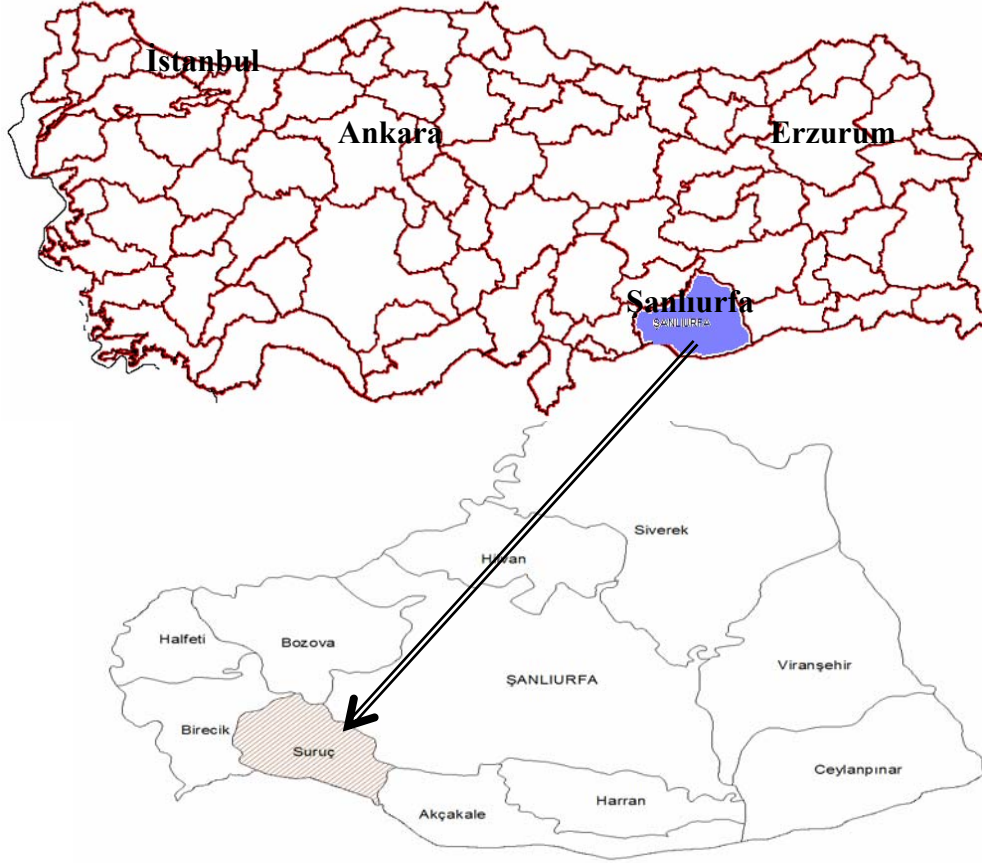 İstanbul
Ankara
Erzurum
Şanlıurfa
ŞANLIURFA
Siverek
Hilvan
Halfeti
Bozova
Viranşehir
ŞANLIURFA
Birecik
Suruç
Ceylanpınar
Harran
Akçakale